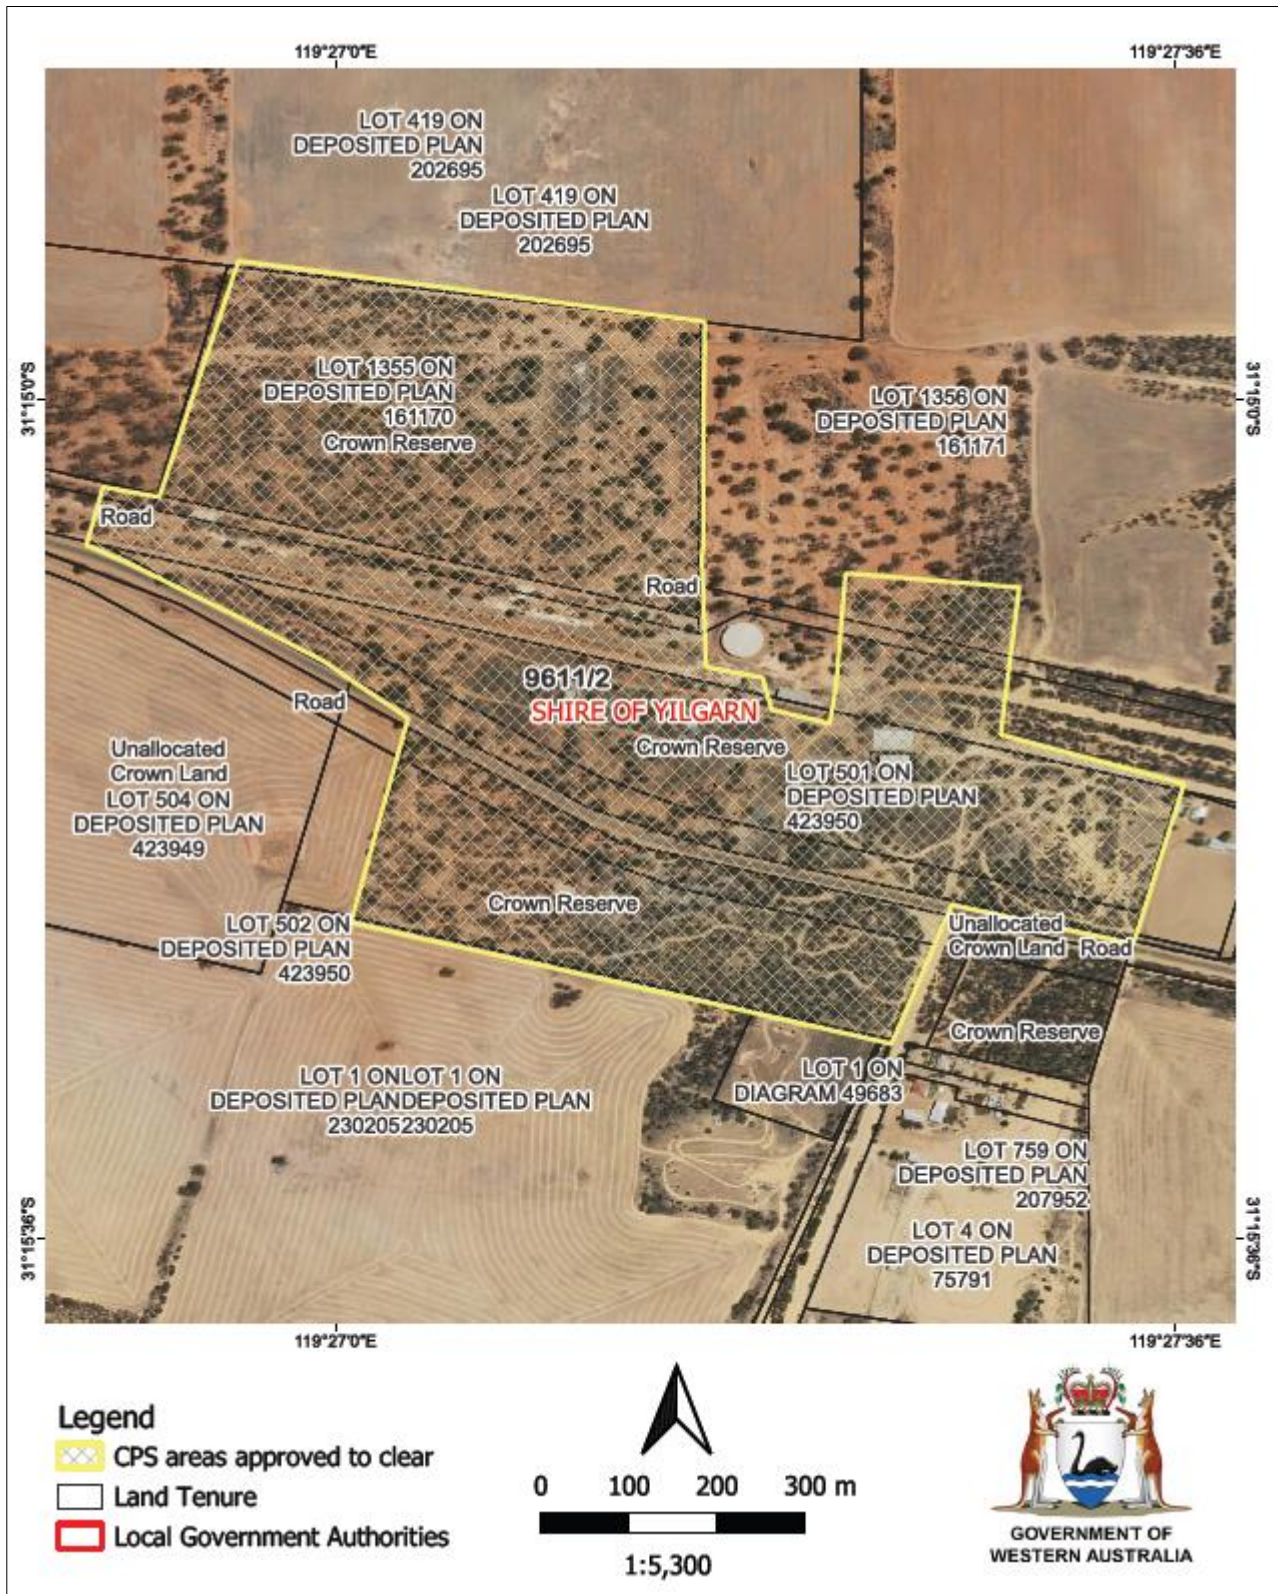 119°27'0"E
119°27'36"E
LOT 419 ON
DEPOSITED PLAN
202695
LOT 419 ON
DEPOSITED PLAN
202695
31°15'0"S
31°15'0"S
LOT 1355 ON
DEPOSITED PLAN
161170
Crown Reserve
LOT 1356 ON
DEPOSITED PLAN
161171
Road
Road
9611/2
SHIRE OF YILGARN
Road
Crown Reserve
Unallocated
Crown Land
LOT 504 ON
DEPOSITED PLAN
423949
LOT 501 ON
DEPOSITED PLAN
423950
Crown Reserve
LOT 502 ON
DEPOSITED PLAN
423950
Unallocated
Crown Land Road
Crown Reserve
LOT 1 ONLOT 1 ON
DEPOSITED PLANDEPOSITED PLAN
230205230205
LOT 1 ON
DIAGRAM 49683
LOT 759 ON
DEPOSITED PLAN
207952
LOT 4 ON
DEPOSITED PLAN
75791
31°15'36"S
31°15'36"S
119°27'0"E
119°27'36"E
Legend
CPS areas approved to clear
Land Tenure
Local Government Authorities
0 100 200 300 m
1:5,300
GOVERNMENT OF
WESTERN AUSTRALIA